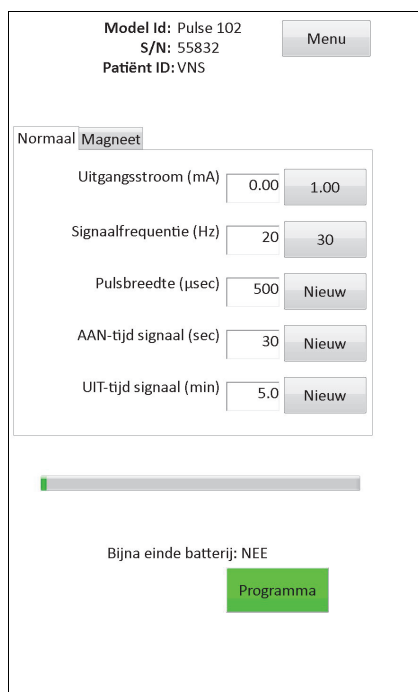 Model Id: Pulse 102
Menu
S/N: 55832
Patiënt ID: VNS
Normaal Magneet
Uitgangsstroom (mA) 0.00 1.00
Signaalfrequentie (Hz) 20 30
Pulsbreedte (µsec) 500 Nieuw
AAN-tijd signaal (sec) 30 Nieuw
UIT-tijd signaal (min) 5.0 Nieuw
Bijna einde batterij: NEE
Programma